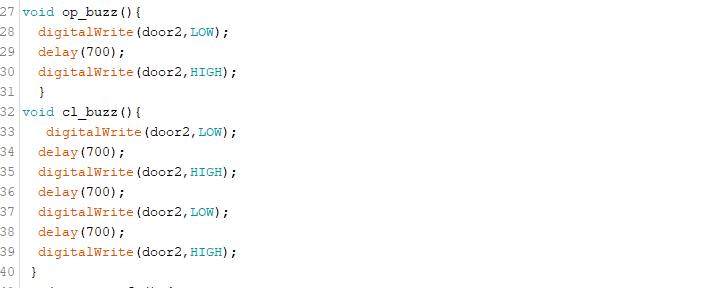 27 void op_buzz(){
28   digitalWrite(door2,LOW);
29   delay(700);
30   digitalWrite(door2,HIGH);
31   }
32 void cl_buzz(){
33    digitalWrite(door2,LOW);
34   delay(700);
35   digitalWrite(door2,HIGH);
36   delay(700);
37   digitalWrite(door2,LOW);
38   delay(700);
39   digitalWrite(door2,HIGH);
40  }